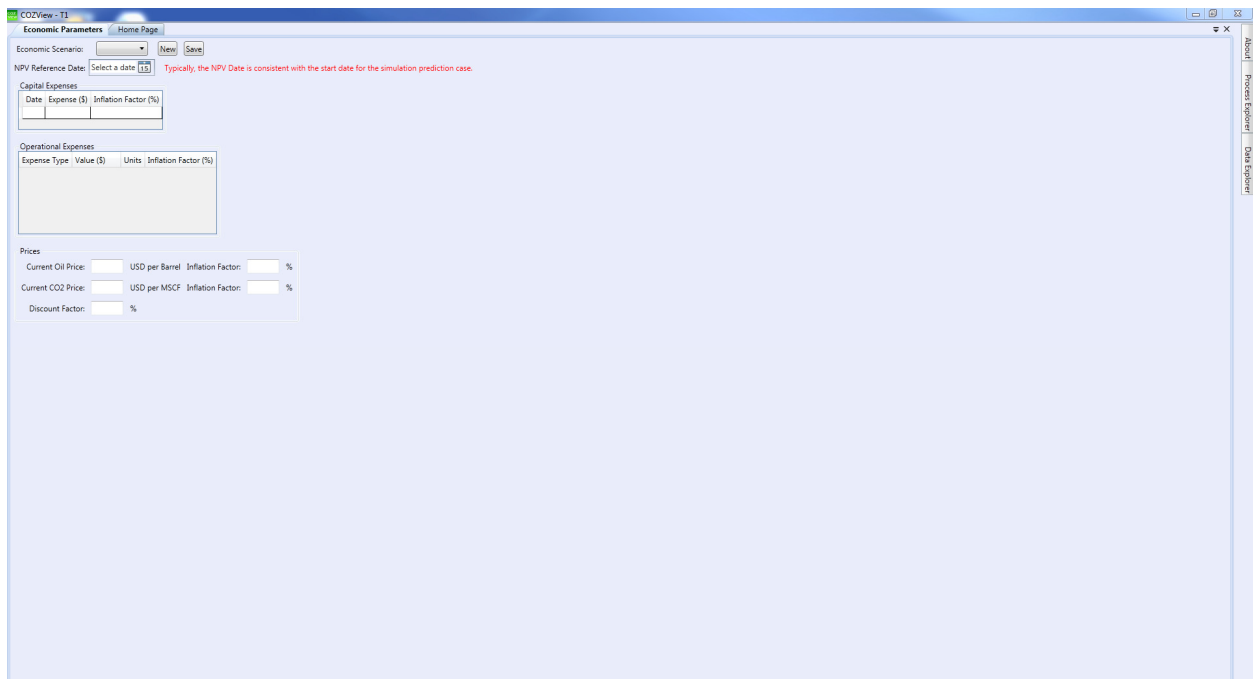 COZView - T1
Economic Parameters Home Page
Economic Scenario: New Save
NPV Reference Date: Select a date 15 Typically, the NPV Date is consistent with the start date for the simulation prediction case.
Capital Expenses
Date Expense ($) Inflation Factor (%)
Operational Expenses
Expense Type Value ($) Units Inflation Factor (%)
Prices
Current Oil Price: USD per Barrel Inflation Factor: %
Current CO2 Price: USD per MSCF Inflation Factor: %
Discount Factor: %
About
Process Explorer
Data Explorer